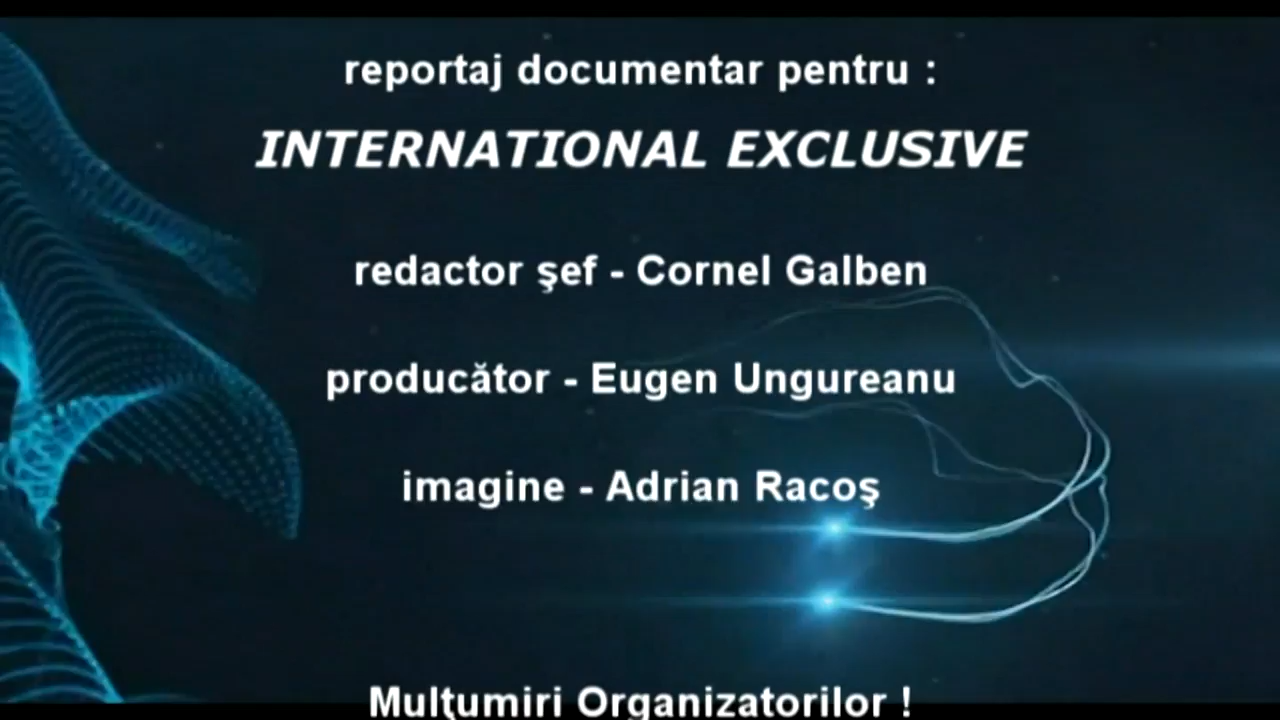 reportaj documentar pentru :
INTERNATIONAL EXCLUSIVE
redactor şef - Cornel Galben
producător - Eugen Ungureanu
imagine - Adrian Racoş
Mulţumiri Organizatorilor !